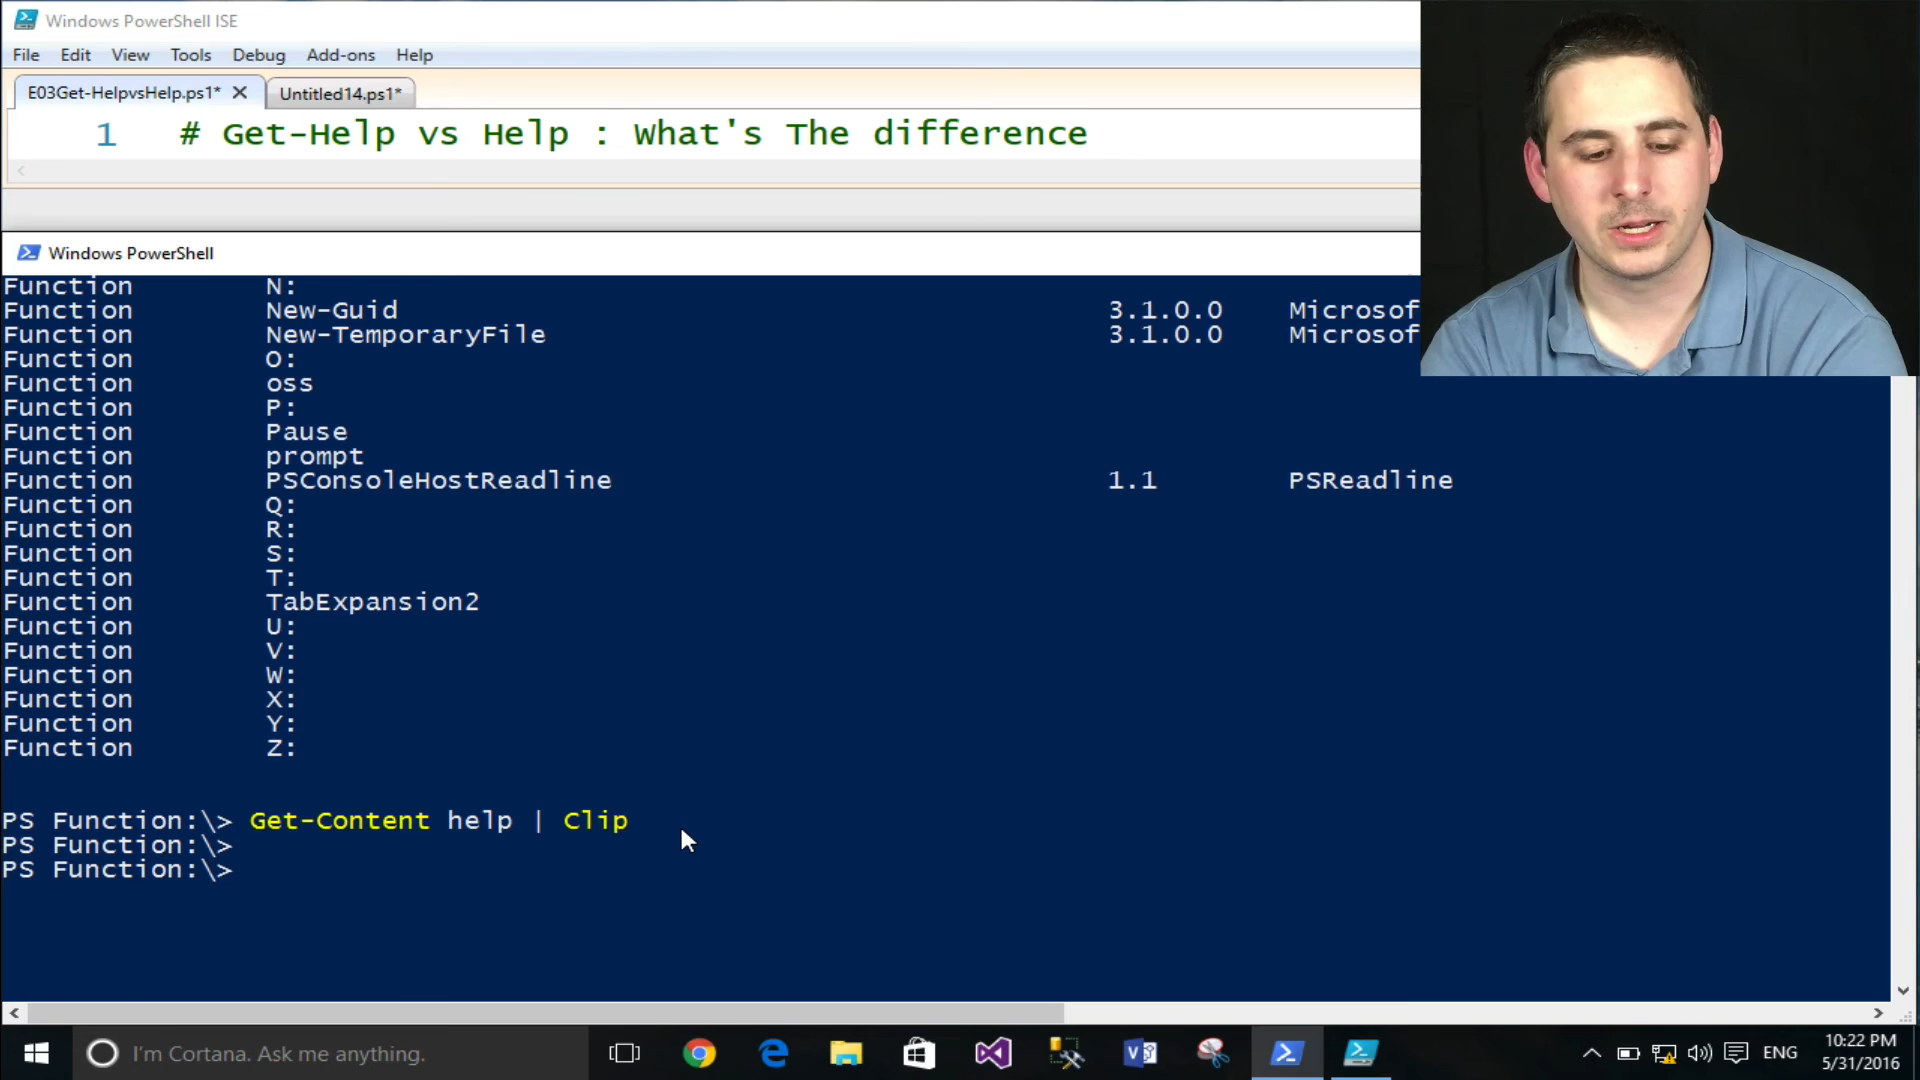 Windows PowerShell ISE
File Edit View Tools Debug Add-ons Help
E03Get-HelpvsHelp.ps1* Untitled14.ps1*
1 # Get-Help vs Help : What's The difference
Windows PowerShell
Function N:
Function New-Guid 3.1.0.0 Microsof
Function New-TemporaryFile 3.1.0.0 Microsof
Function O:
Function oss
Function P:
Function Pause
Function prompt
Function PSConsoleHostReadline 1.1 PSReadline
Function Q:
Function R:
Function S:
Function T:
Function TabExpansion2
Function U:
Function V:
Function W:
Function X:
Function Y:
Function Z:
PS Function:\> Get-Content help | Clip
PS Function:\>
PS Function:\>
I'm Cortana. Ask me anything.
ENG
10:22 PM
5/31/2016